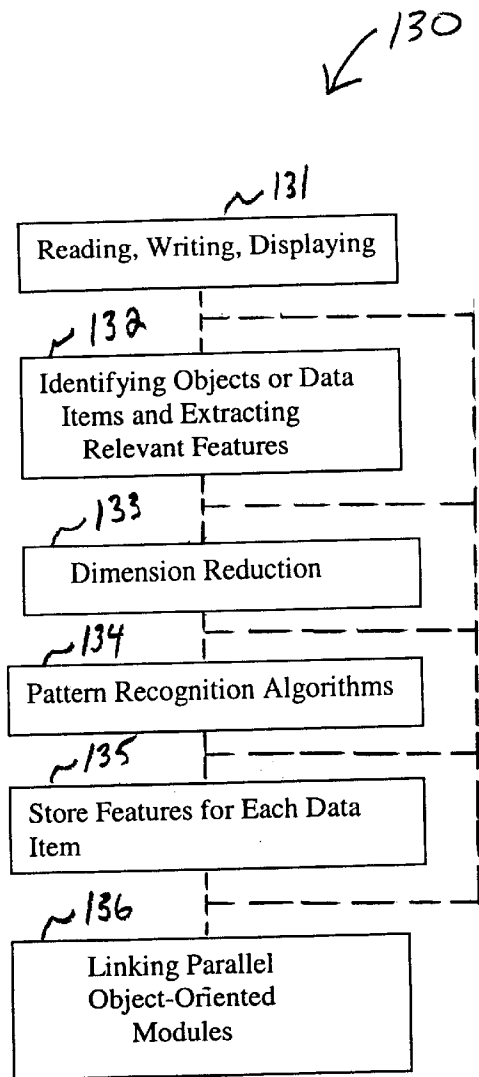 130
131
Reading, Writing, Displaying
132
Identifying Objects or Data
Items and Extracting
Relevant Features
133
Dimension Reduction
134
Pattern Recognition Algorithms
135
Store Features for Each Data
Item
136
Linking Parallel
Object-Oriented
Modules